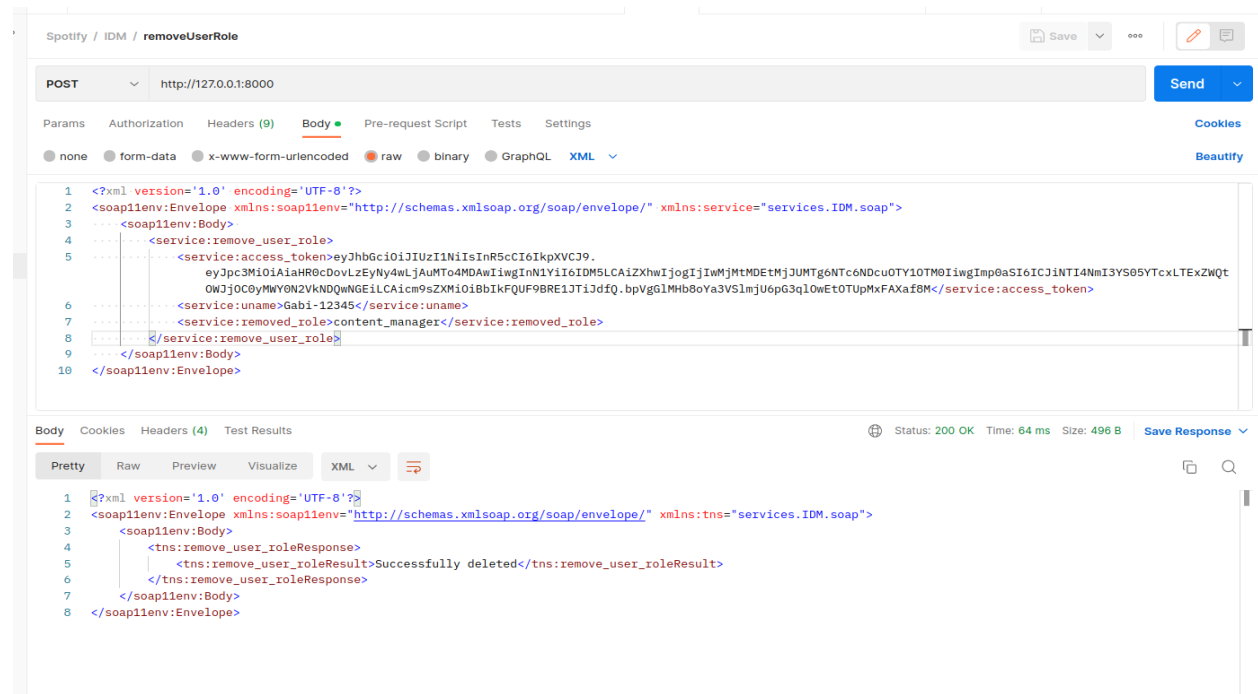 Spotify / IDM / removeUserRole
Save
POST
http://127.0.0.1:8000
Send
Params Authorization Headers (9) Body Pre-request Script Tests Settings Cookies
none form-data x-www-form-urlencoded raw binary GraphQL XML Beautify
1 <?xml version='1.0' encoding='UTF-8'?>
2 <soap11env:Envelope xmlns:soap11env="http://schemas.xmlsoap.org/soap/envelope/" xmlns:service="services.IDM.soap">
3 <soap11env:Body>
4 <service:remove_user_role>
5 <service:access_token>eyJhbGciOiJIUzI1NiIsInR5cCI6IkpXVCJ9.
eyJpc3MiOiAiaHR0cDovLzEyNy4wLjAuMTo4MDAwIiwgInN1YiI6IDM5LCAiZXhwIjogIjIwMjMtMDEtMjJUMTg6NTc6NDcuOTY1OTM0IiwgImp0aSI6ICJiNTI4NmI3YS05YTcxLTExZWQt
OWJjOC0yMWY0N2VkNDQwNGEiLCAicm9sZXMiOiBbIkFQUF9BRE1JTiJdfQ.bpVgGlMHb8oYa3VSlmjU6pG3qlOwEtOTUpMxFAXaf8M</service:access_token>
6 <service:uname>Gabi-12345</service:uname>
7 <service:removed_role>content_manager</service:removed_role>
8 </service:remove_user_role>
9 </soap11env:Body>
10 </soap11env:Envelope>
Body Cookies Headers (4) Test Results Status: 200 OK Time: 64 ms Size: 496 B Save Response
Pretty Raw Preview Visualize XML
1 <?xml version='1.0' encoding='UTF-8'?>
2 <soap11env:Envelope xmlns:soap11env="http://schemas.xmlsoap.org/soap/envelope/" xmlns:tns="services.IDM.soap">
3 <soap11env:Body>
4 <tns:remove_user_roleResponse>
5 <tns:remove_user_roleResult>Successfully deleted</tns:remove_user_roleResult>
6 </tns:remove_user_roleResponse>
7 </soap11env:Body>
8 </soap11env:Envelope>